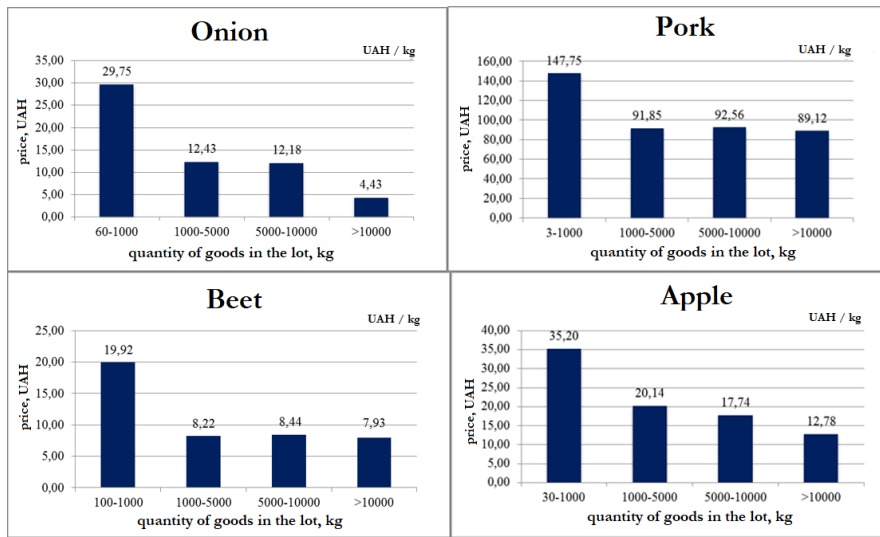 Onion
UAH / kg
price, UAH
35,00
30,00
25,00
20,00
15,00
10,00
5,00
0,00
29,75
12,43
12,18
4,43
60-1000 1000-5000 5000-10000 >10000
quantity of goods in the lot, kg
Pork
UAH / kg
price, UAH
160,00
140,00
120,00
100,00
80,00
60,00
40,00
20,00
0,00
147,75
91,85
92,56
89,12
3-1000 1000-5000 5000-10000 >10000
quantity of goods in the lot, kg
Beet
UAH / kg
price, UAH
25,00
20,00
15,00
10,00
5,00
0,00
19,92
8,22
8,44
7,93
100-1000 1000-5000 5000-10000 >10000
quantity of goods in the lot, kg
Apple
UAH / kg
price, UAH
40,00
35,00
30,00
25,00
20,00
15,00
10,00
5,00
0,00
35,20
20,14
17,74
12,78
30-1000 1000-5000 5000-10000 >10000
quantity of goods in the lot, kg